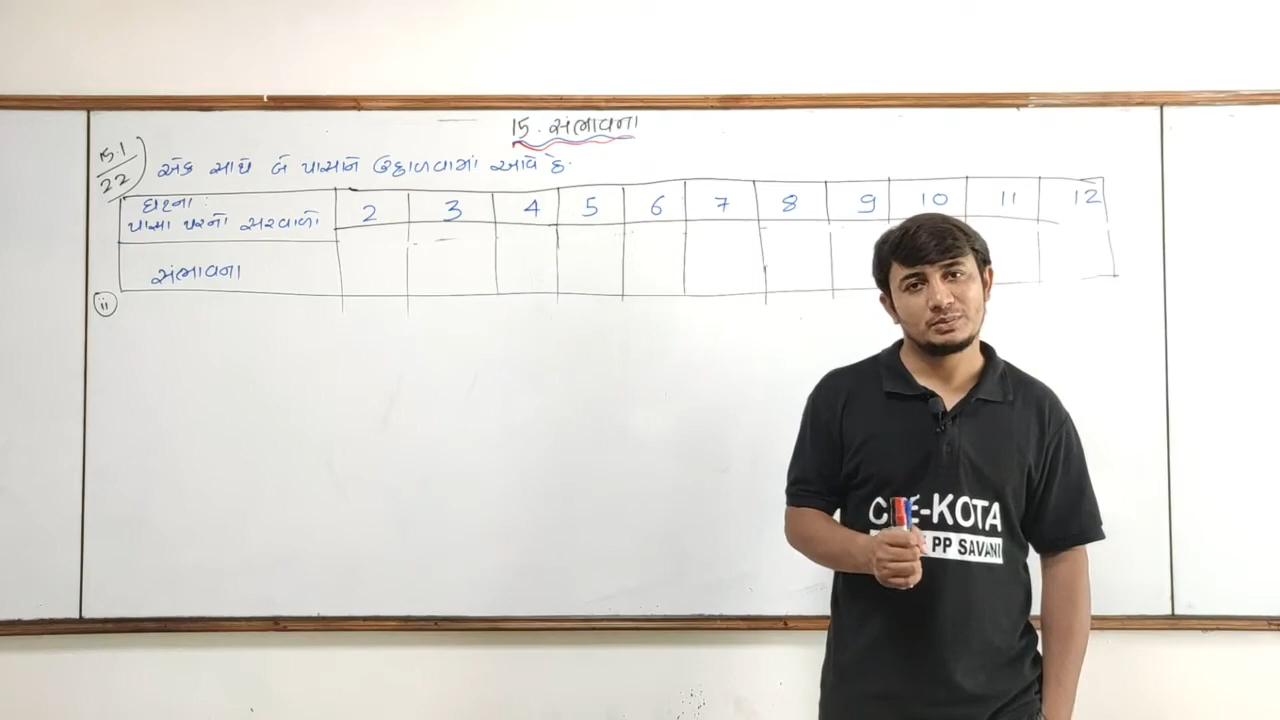 15. સંભાવના
15.1
22
એક સાથે બે પાસાને ઉછાળવામાં આવે છે.
ઘટના :
પાસા પરનો સરવાળો 2 3 4 5 6 7 8 9 10 11 12
સંભાવના
ii
-KOTA
PP SAVANI